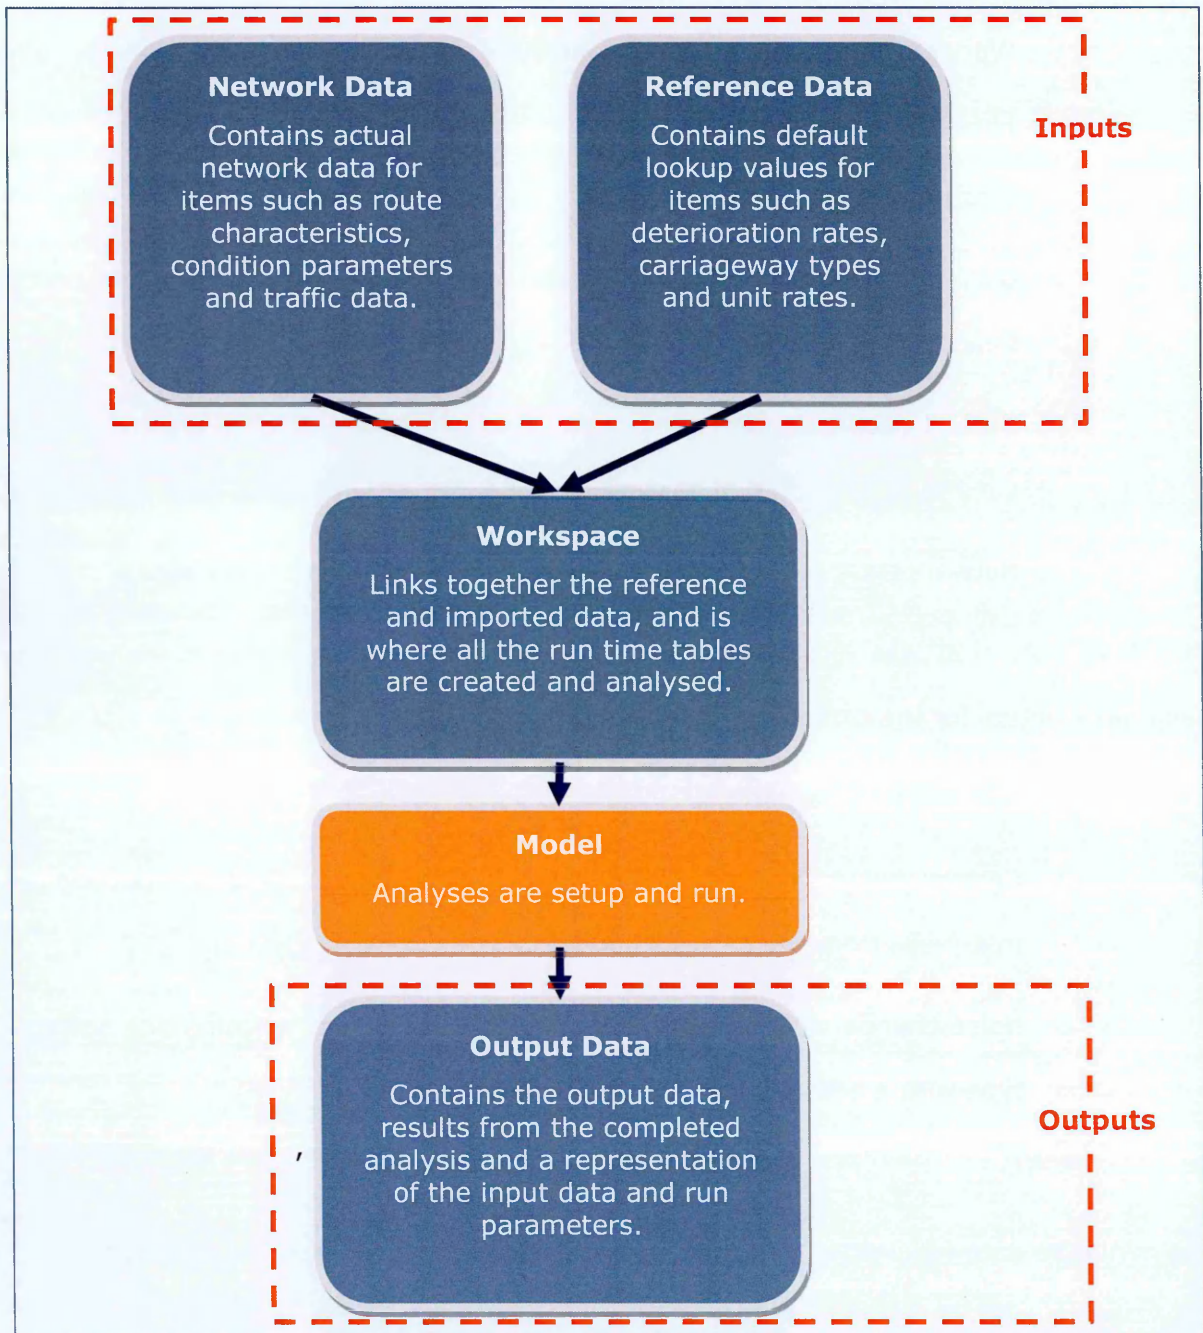 Network Data
Contains actual
network data for
items such as route
characteristics,
condition parameters
and traffic data.
Reference Data
Contains default
lookup values for
items such as
deterioration rates,
carriageway types
and unit rates.
Inputs
Workspace
Links together the reference
and imported data, and is
where all the run time tables
are created and analysed.
Model
Analyses are setup and run.
Output Data
Contains the output data,
results from the completed
analysis and a representation
of the input data and run
parameters.
Outputs